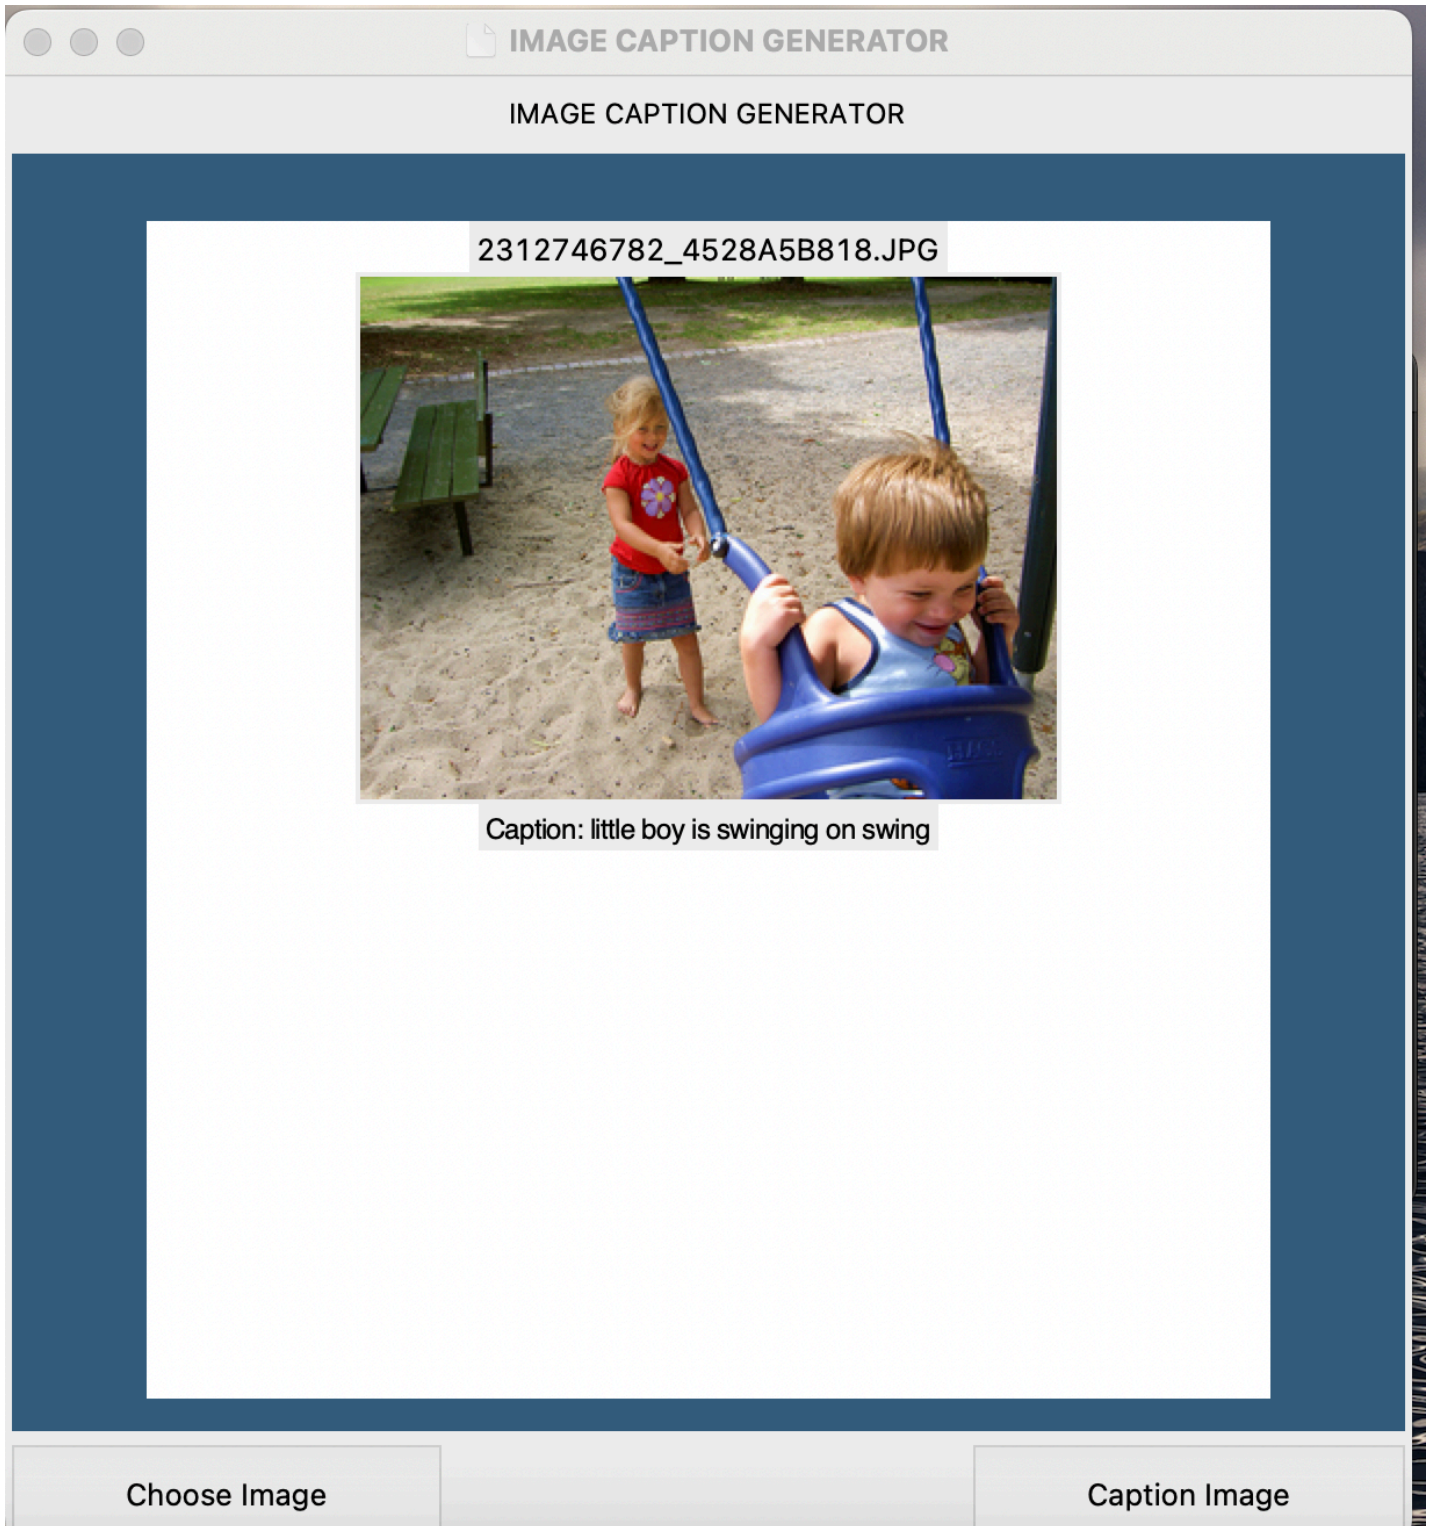 IMAGE CAPTION GENERATOR
IMAGE CAPTION GENERATOR
2312746782_4528A5B818.JPG
Caption: little boy is swinging on swing
Choose Image
Caption Image